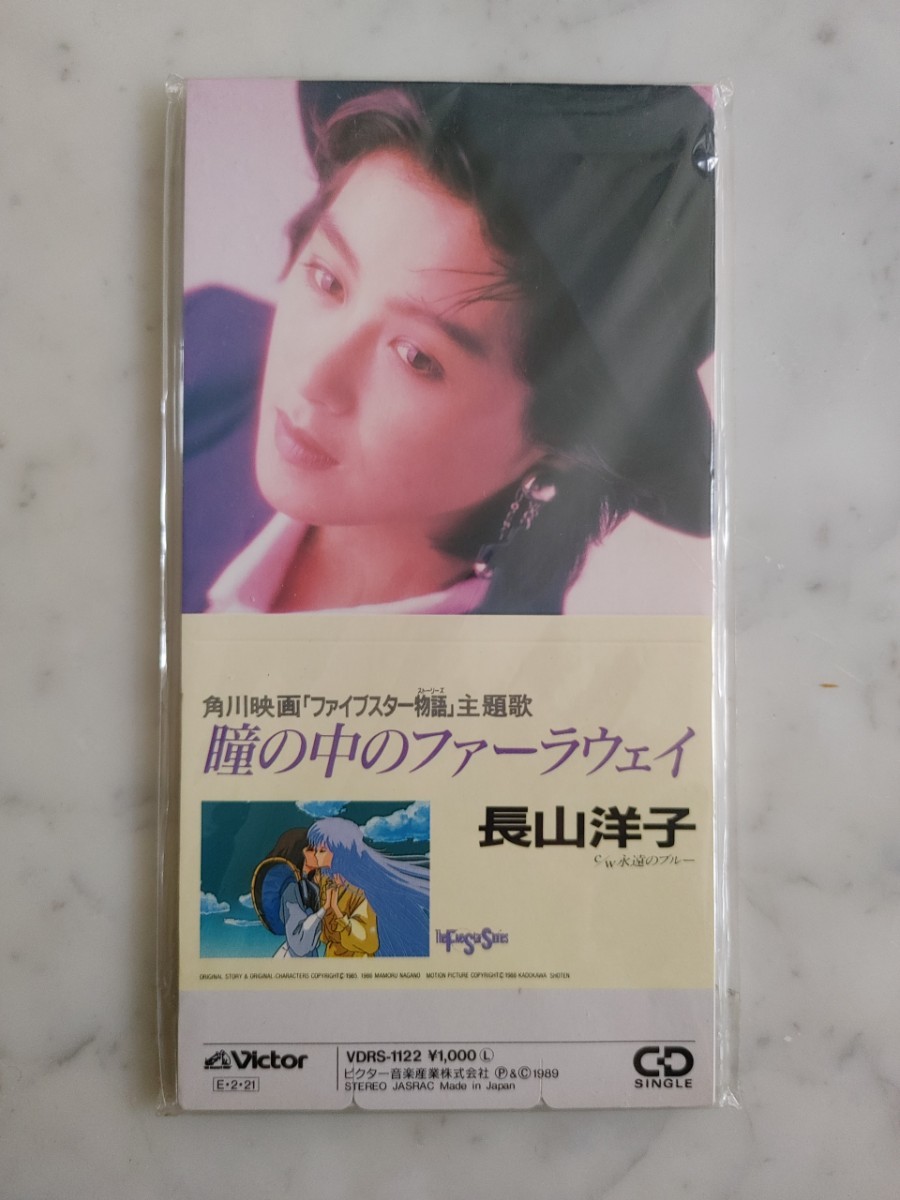 角川映画「ファイブスター物語」主題歌
ストーリーズ
瞳の中のファーラウェイ
長山洋子
c/w永遠のブルー
The Five Star Stories
ORIGINAL STORY & ORIGINAL CHARACTERS COPYRIGHT© 1985, 1986 MAMORU NAGANO MOTION PICTURE COPYRIGHT © 1988 KADOKAWA SHOTEN
Victor
E・2・21
VDRS-1122 ¥1,000 Ⓛ
ビクター音楽産業株式会社 Ⓟ&©1989
STEREO JASRAC Made in Japan
CD
SINGLE